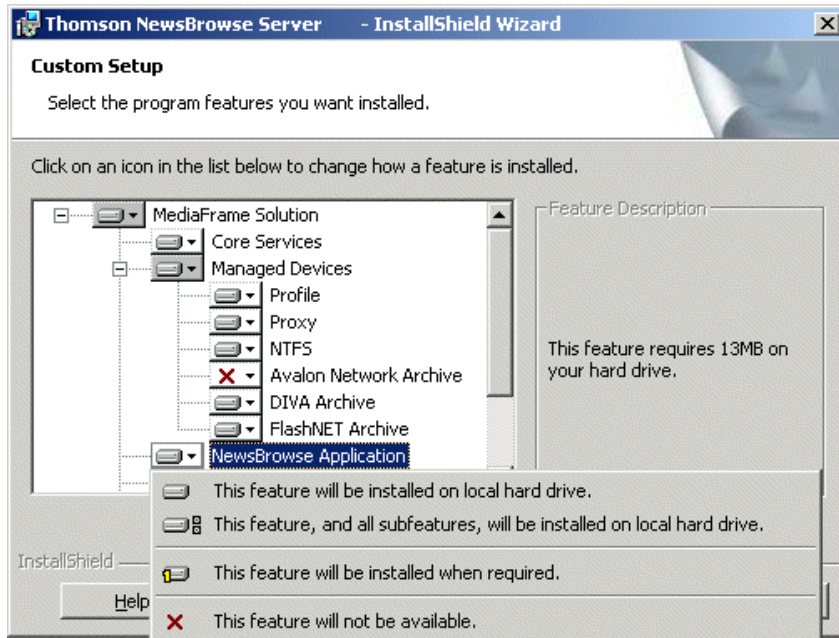 Thomson NewsBrowse Server - InstallShield Wizard
Custom Setup
Select the program features you want installed.
Click on an icon in the list below to change how a feature is installed.
MediaFrame Solution
Core Services
Managed Devices
Profile
Proxy
NTFS
Avalon Network Archive
DIVA Archive
FlashNET Archive
NewsBrowse Application
Feature Description
This feature requires 13MB on
your hard drive.
This feature will be installed on local hard drive.
This feature, and all subfeatures, will be installed on local hard drive.
This feature will be installed when required.
This feature will not be available.
InstallShield
Help